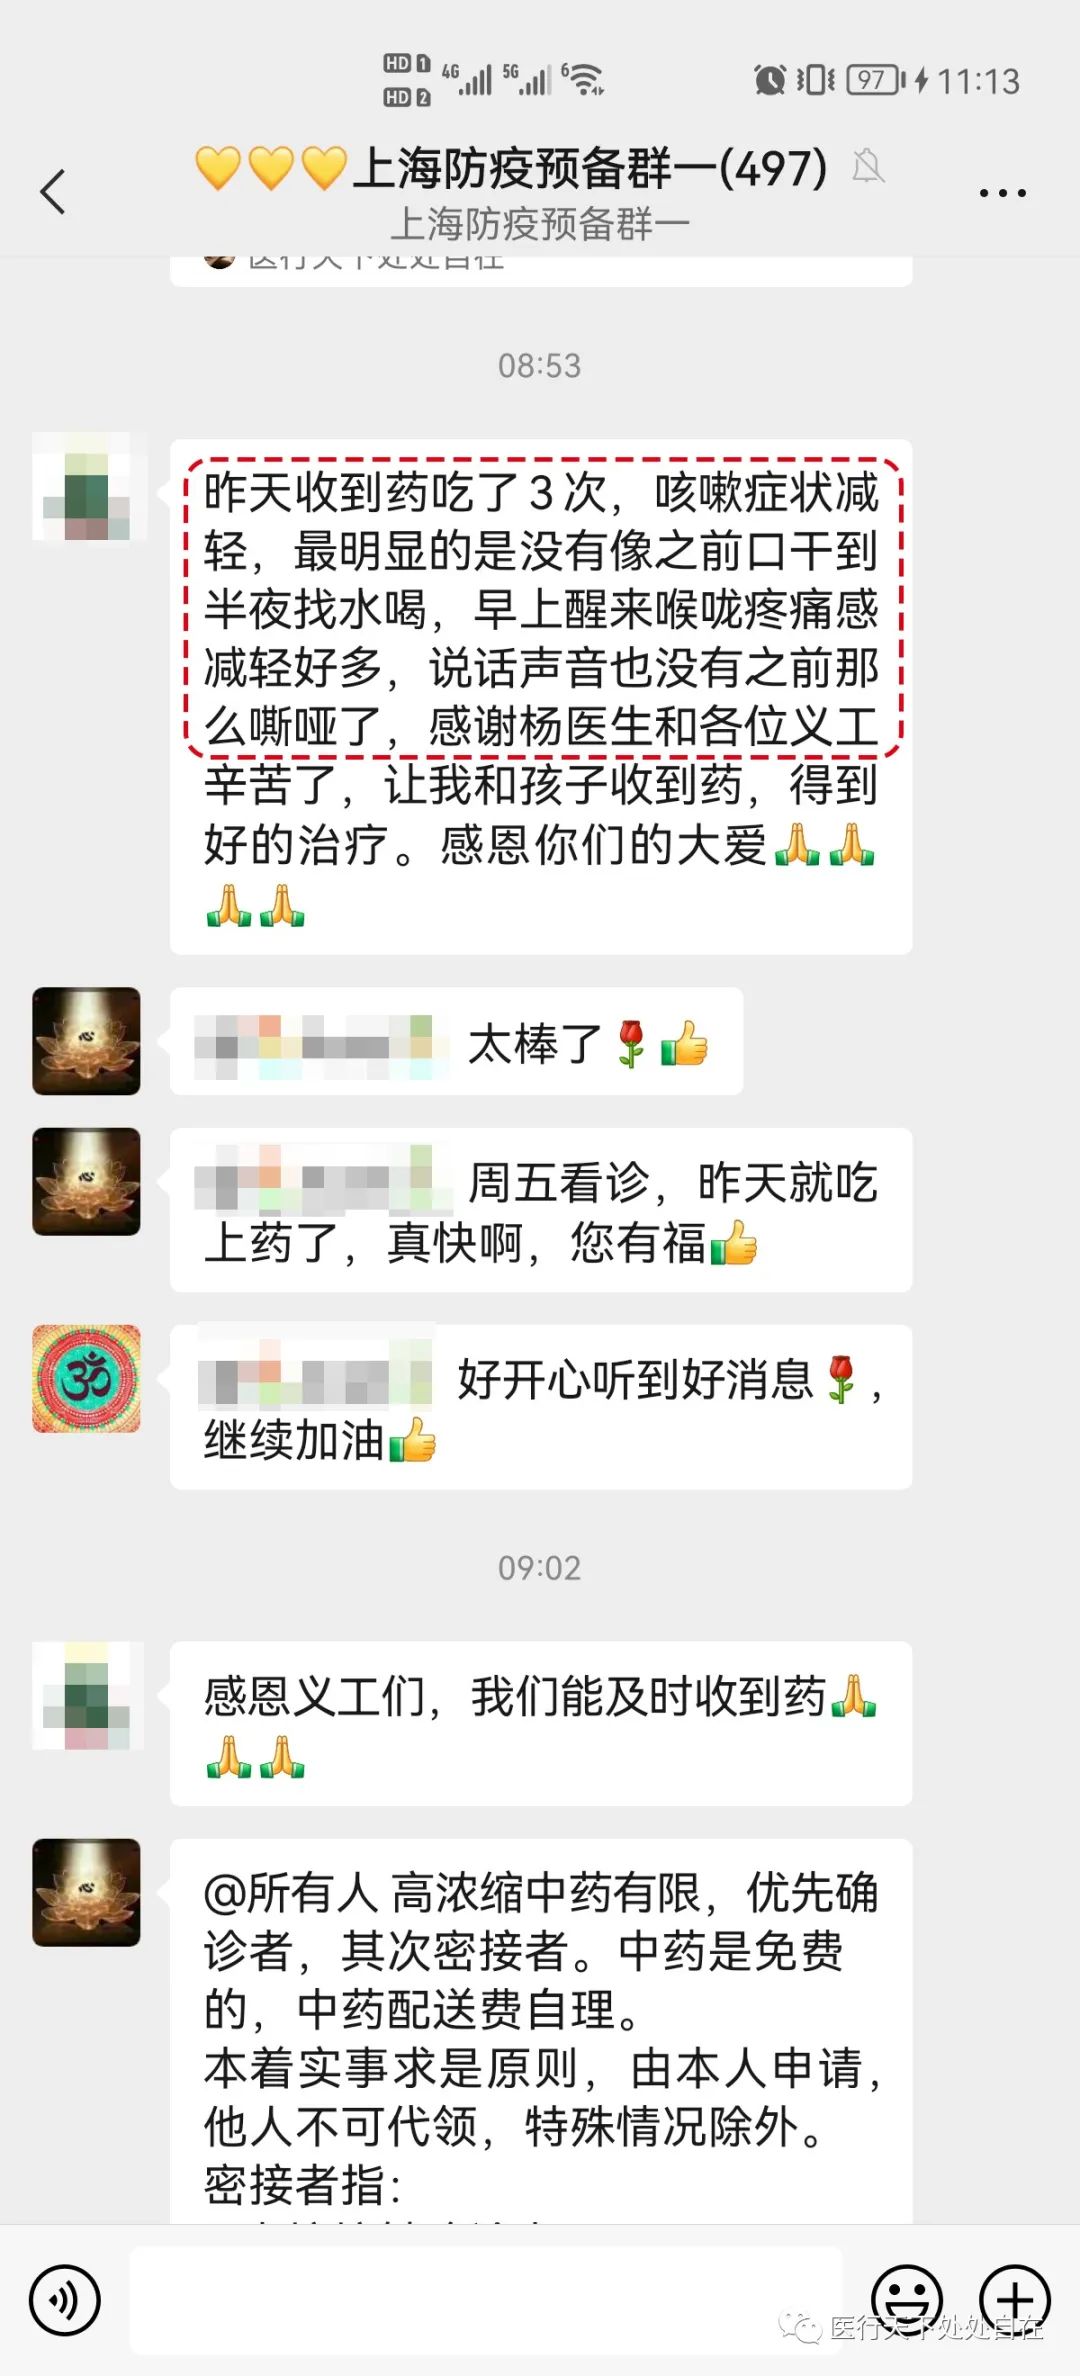 HD 1 4G 5G 6 97 11:13
HD 2
💛💛💛上海防疫预备群一(497)
上海防疫预备群一
医行天下处处自在
08:53
昨天收到药吃了3次，咳嗽症状减
轻，最明显的是没有像之前口干到
半夜找水喝，早上醒来喉咙疼痛感
减轻好多，说话声音也没有之前那
么嘶哑了，感谢杨医生和各位义工
辛苦了，让我和孩子收到药，得到
好的治疗。感恩你们的大爱🙏🙏
🙏🙏
太棒了🌹👍
周五看诊，昨天就吃
上药了，真快啊，您有福👍
好开心听到好消息🌹，
继续加油👍
09:02
感恩义工们，我们能及时收到药🙏
🙏🙏
@所有人 高浓缩中药有限，优先确
诊者，其次密接者。中药是免费
的，中药配送费自理。
本着实事求是原则，由本人申请，
他人不可代领，特殊情况除外。
密接者指：
医行天下处处自在